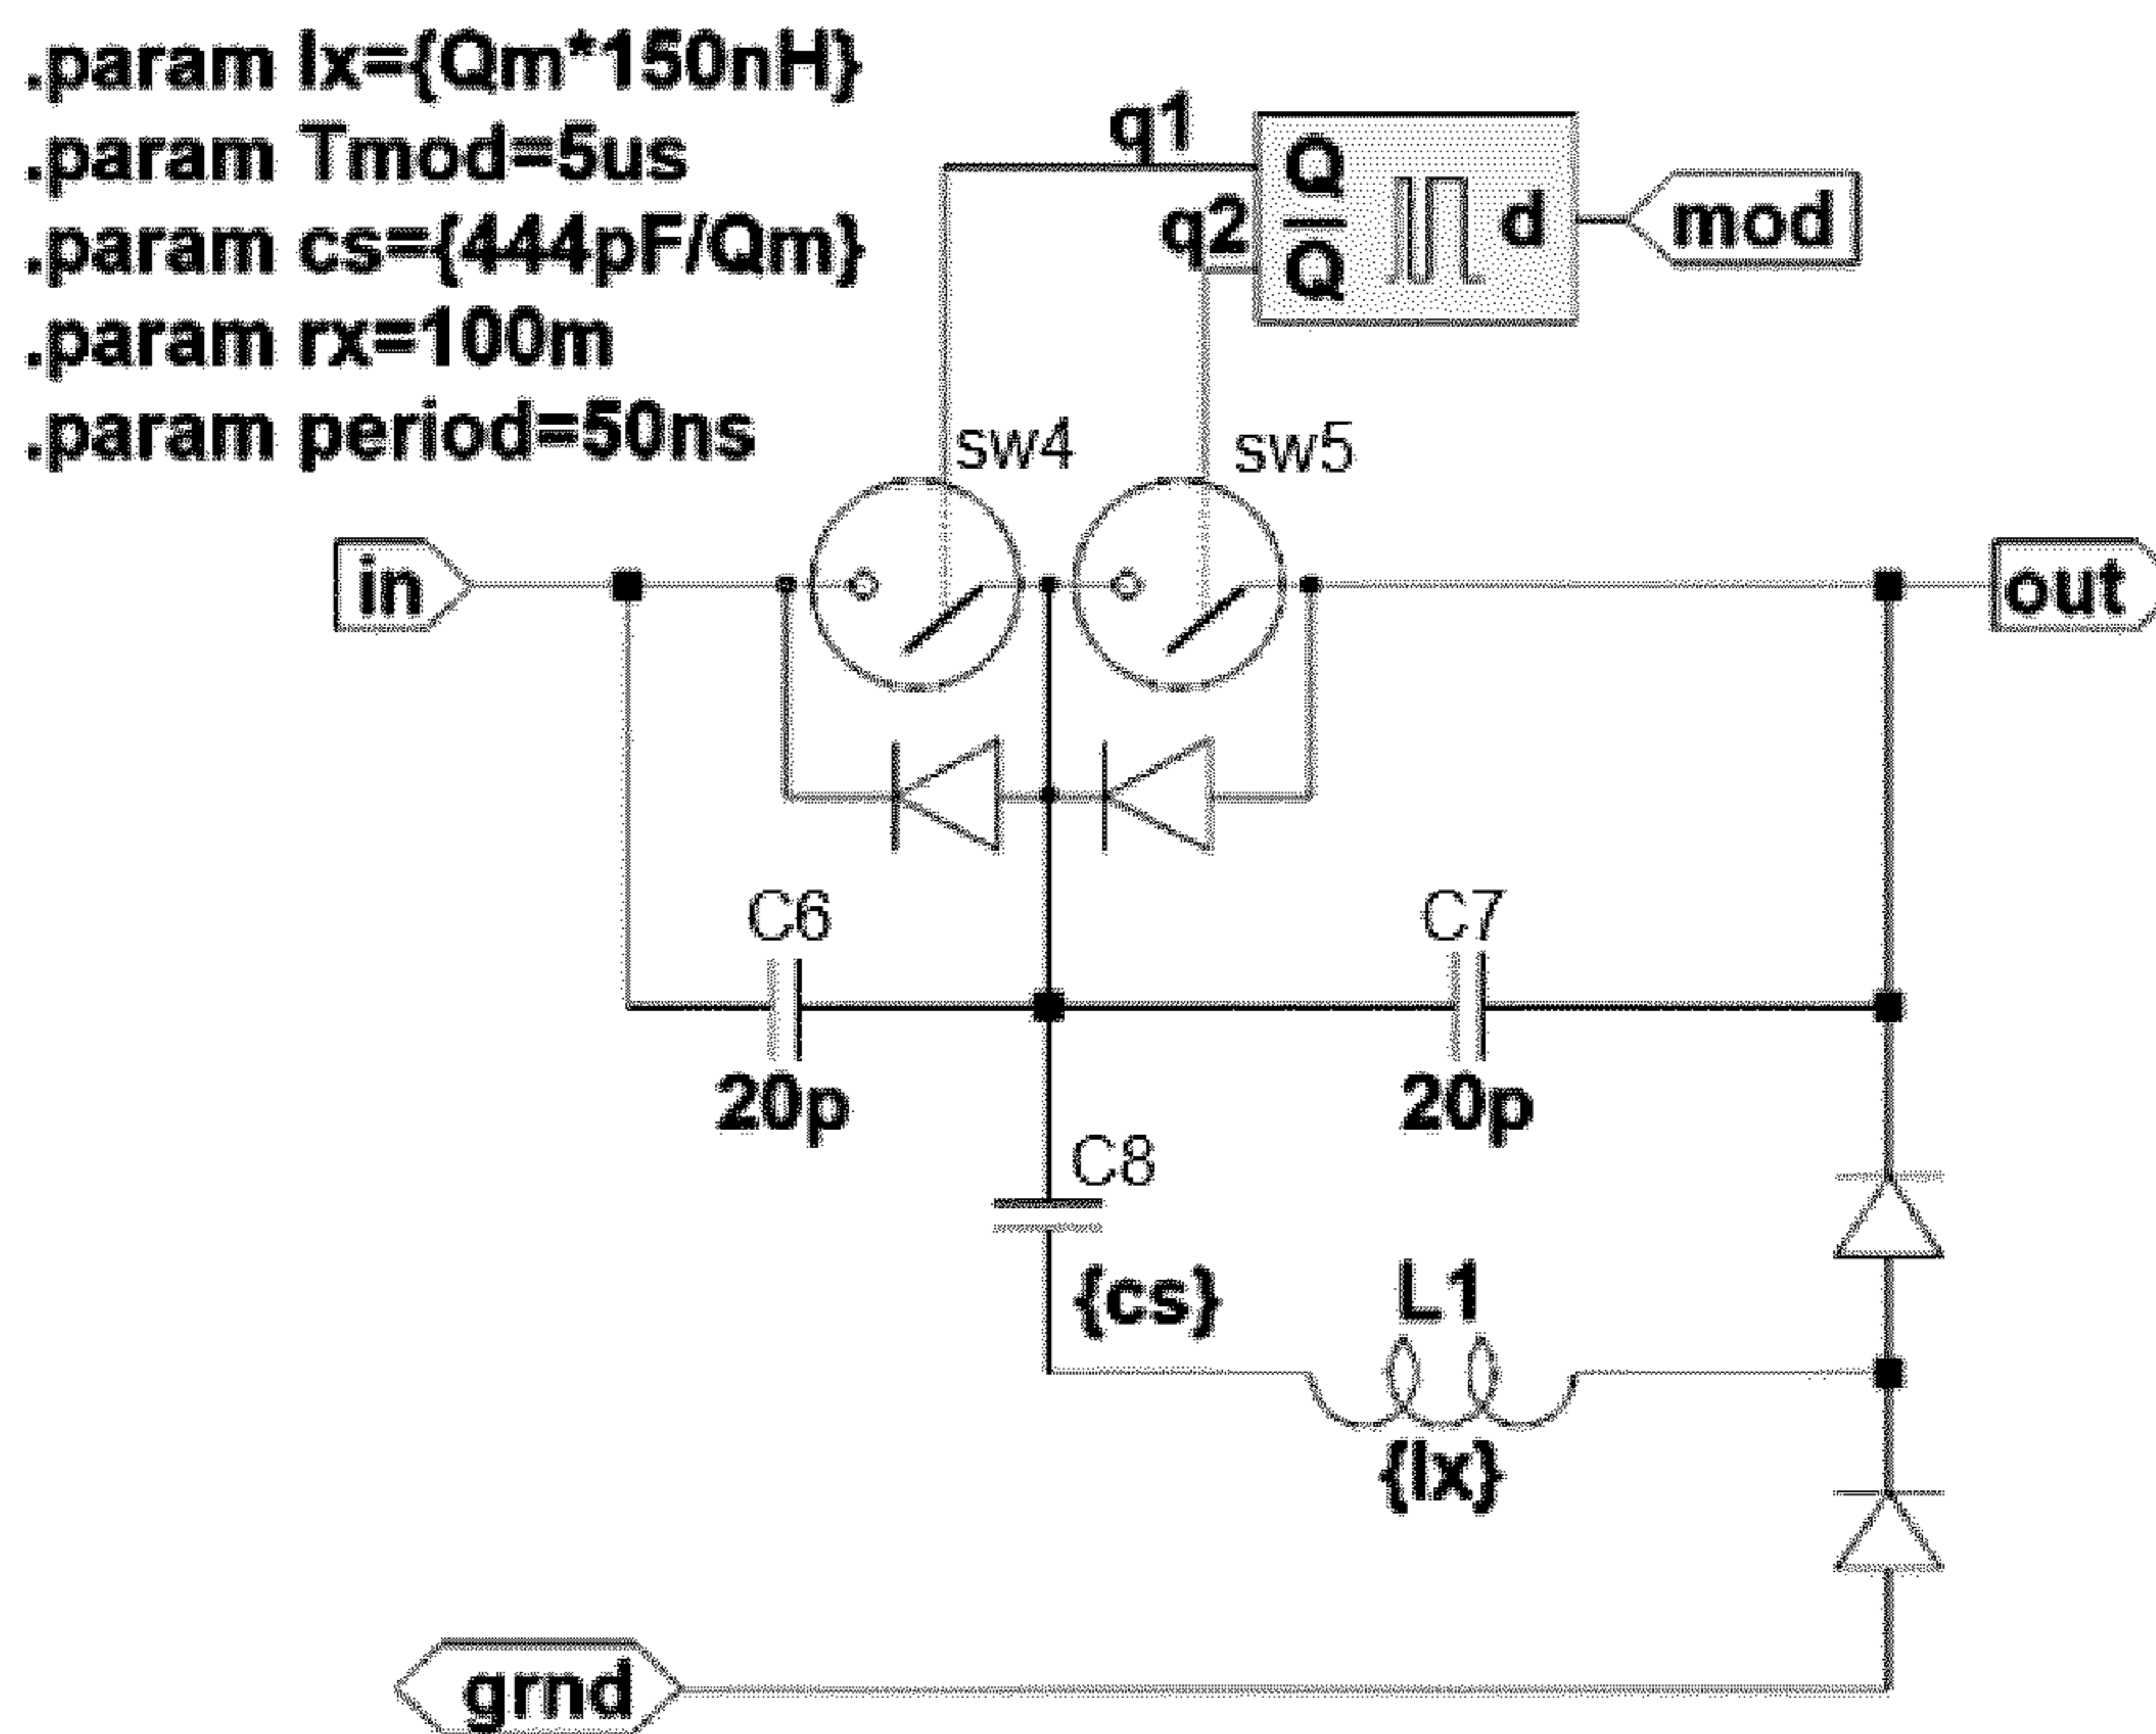 .param lx={Qm*150nH}
.param Tmod=5us
.param cs={444pF/Qm}
.param rx=100m
.param period=50ns
q1
q2
Q
Q
d
mod
sw4
sw5
in
out
C6
20p
C7
20p
C8
{cs}
L1
{lx}
grnd